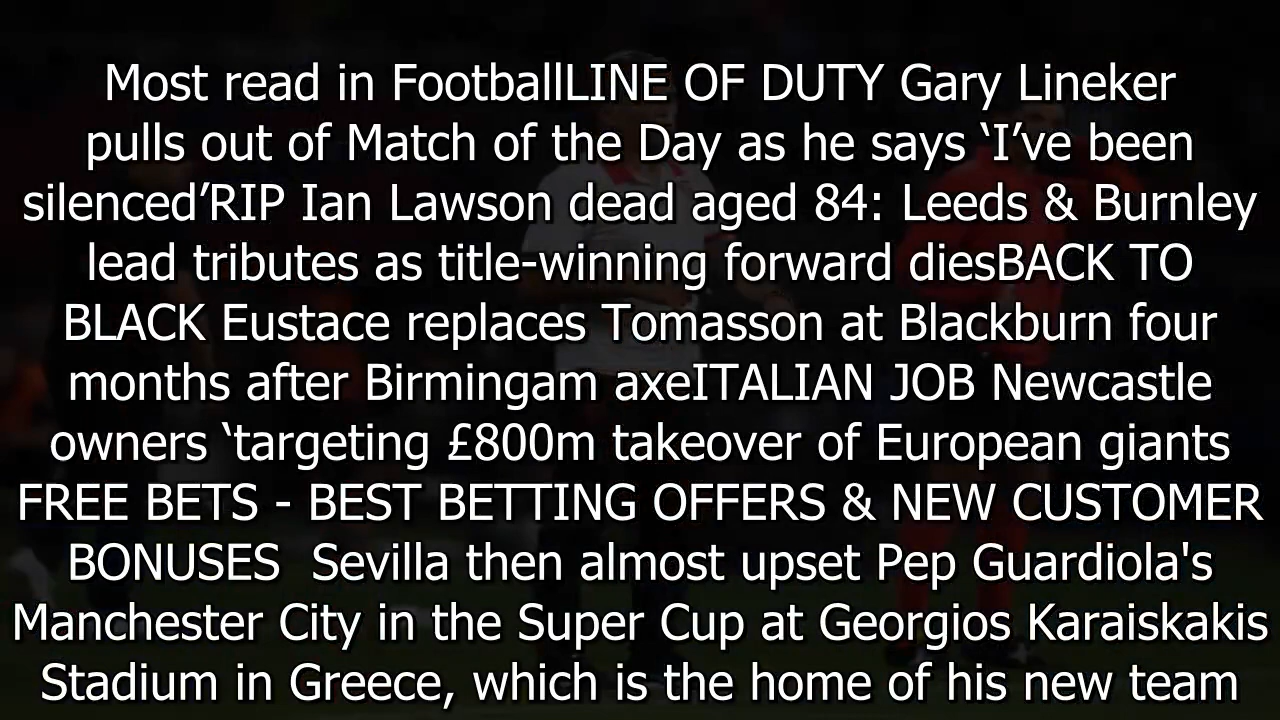 Most read in FootballLINE OF DUTY Gary Lineker
pulls out of Match of the Day as he says ‘I’ve been
silenced’RIP Ian Lawson dead aged 84: Leeds & Burnley
lead tributes as title-winning forward diesBACK TO
BLACK Eustace replaces Tomasson at Blackburn four
months after Birmingam axeITALIAN JOB Newcastle
owners ‘targeting £800m takeover of European giants
FREE BETS - BEST BETTING OFFERS & NEW CUSTOMER
BONUSES  Sevilla then almost upset Pep Guardiola's
Manchester City in the Super Cup at Georgios Karaiskakis
Stadium in Greece, which is the home of his new team